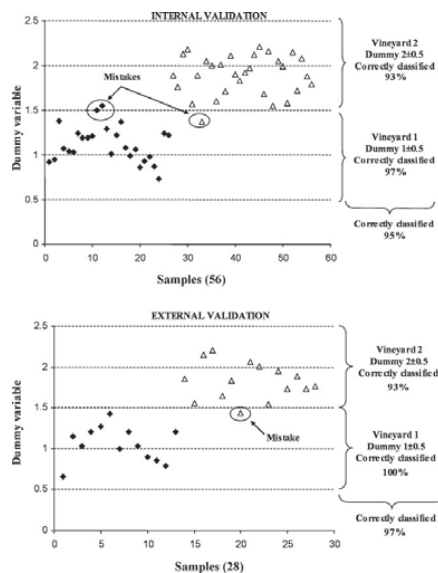 INTERNAL VALIDATION
Dummy variable
2.5
2
1.5
1
0.5
0
0
10
20
30
40
50
60
Mistakes
Samples (56)
Vineyard 2
Dummy 2±0.5
Correctly classified
93%
Vineyard 1
Dummy 1±0.5
Correctly classified
97%
Correctly classified
95%
EXTERNAL VALIDATION
Dummy variable
2.5
2
1.5
1
0.5
0
0
5
10
15
20
25
30
Mistake
Samples (28)
Vineyard 2
Dummy 2±0.5
Correctly classified
93%
Vineyard 1
Dummy 1±0.5
Correctly classified
100%
Correctly classified
97%